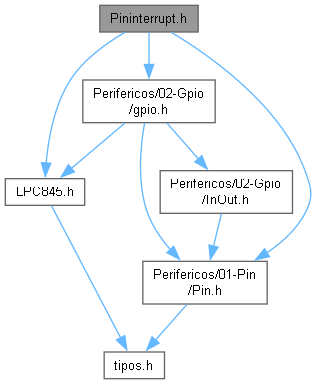 Pininterrupt.h
Perifericos/02-Gpio
/gpio.h
Perifericos/02-Gpio
/InOut.h
LPC845.h
Perifericos/01-Pin
/Pin.h
tipos.h